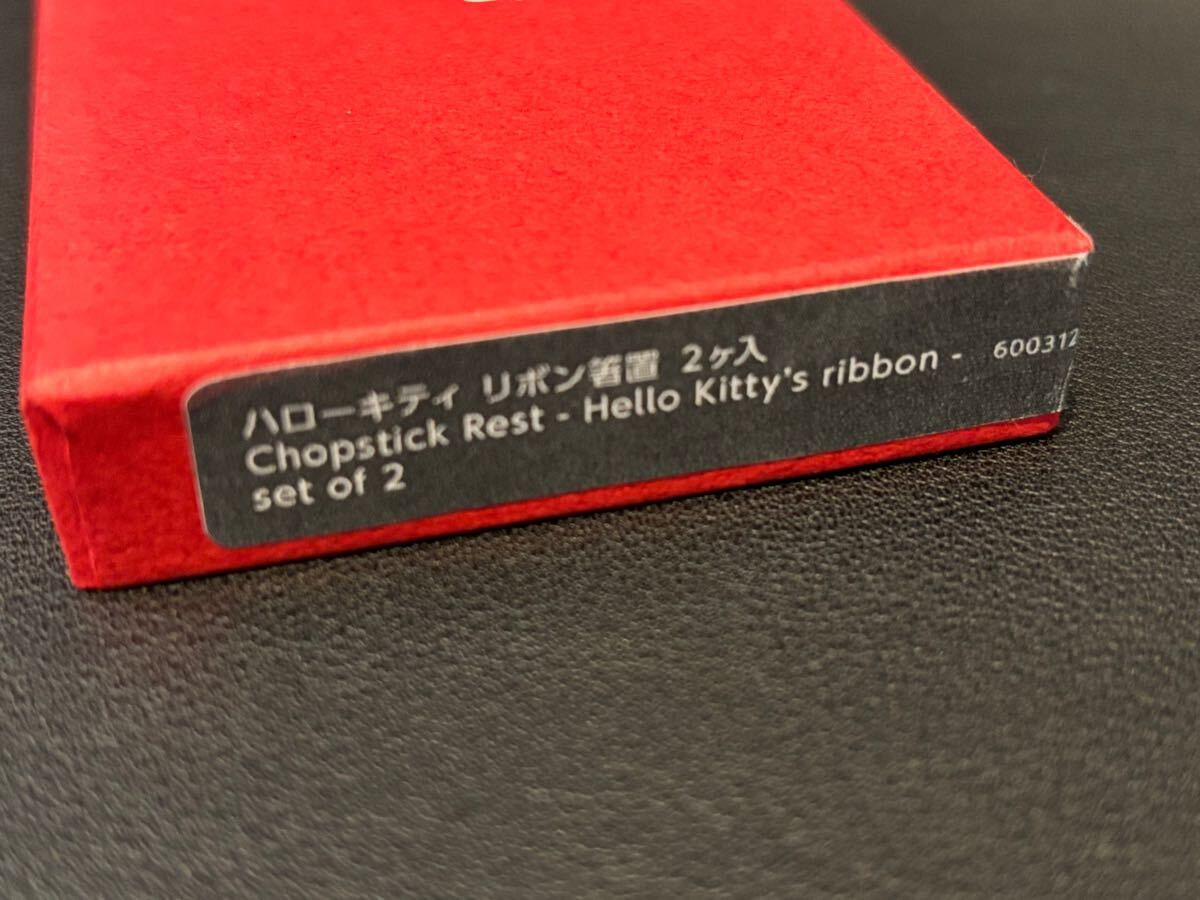 ハローキティ リボン箸置 2ヶ入
Chopstick Rest - Hello Kitty's ribbon - 600312
set of 2